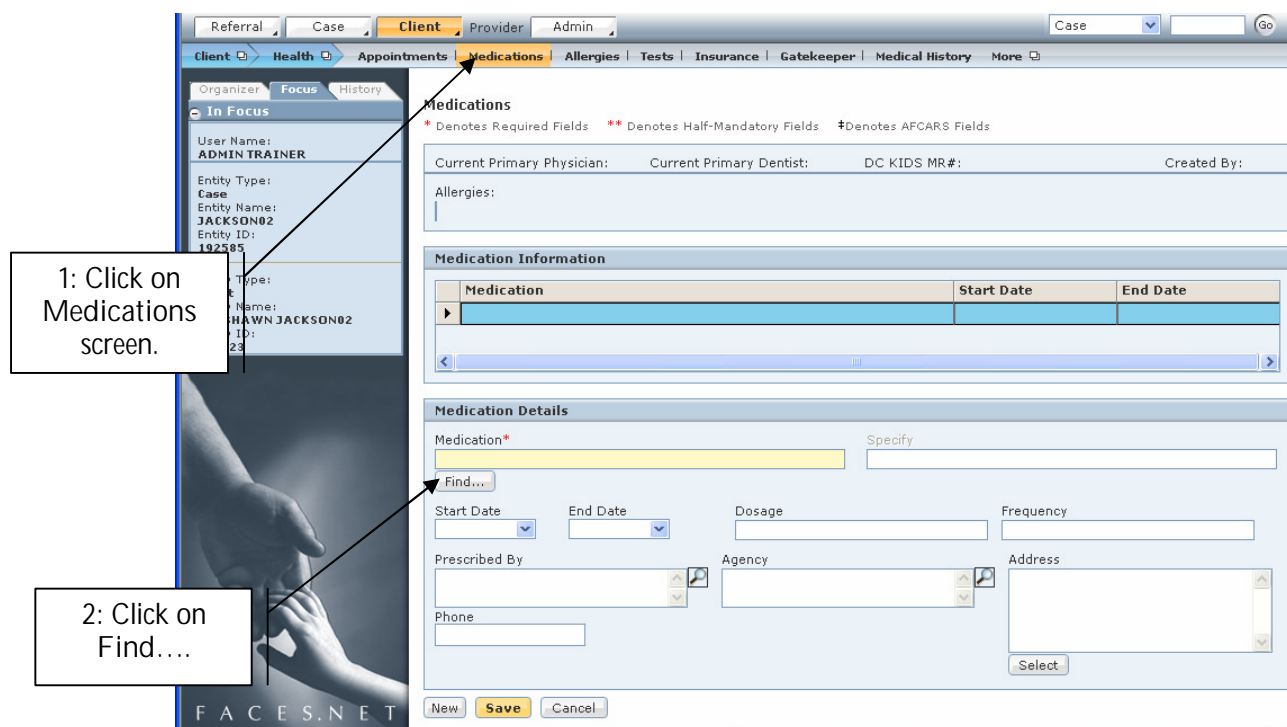 Referral Case Client Provider Admin Case Go
Client Health Appointments Medications Allergies Tests Insurance Gatekeeper Medical History More
Organizer Focus History
In Focus
User Name:
ADMIN TRAINER
Entity Type:
Case
Entity Name:
JACKSON02
Entity ID:
192585
Type:
Name:
SHAWN JACKSON02
ID:
23
1: Click on
Medications
screen.
2: Click on
Find….
FACES.NET
Medications
* Denotes Required Fields ** Denotes Half-Mandatory Fields ‡Denotes AFCARS Fields
Current Primary Physician: Current Primary Dentist: DC KIDS MR#: Created By:
Allergies:
Medication Information
Medication Start Date End Date
Medication Details
Medication* Specify
Find...
Start Date End Date Dosage Frequency
Prescribed By Agency Address
Phone
Select
New Save Cancel